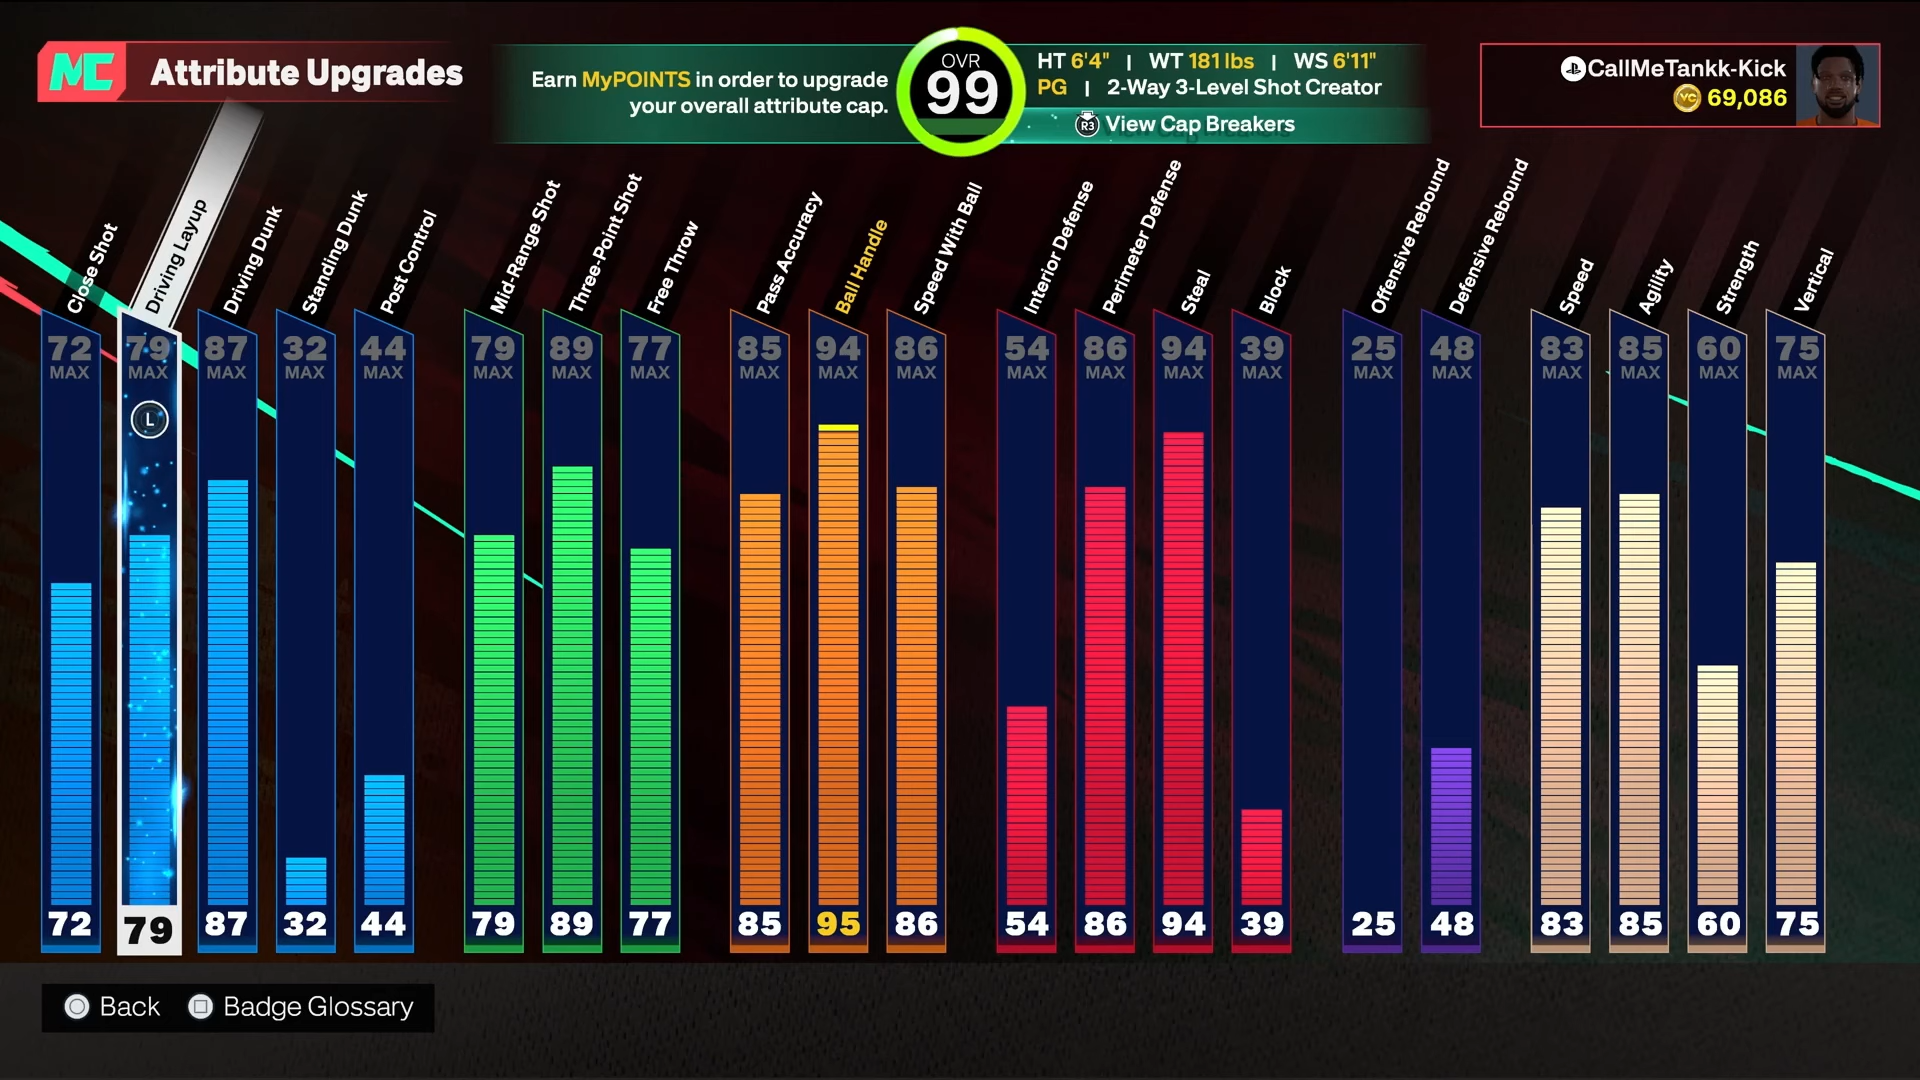 MC Attribute Upgrades
Earn MyPOINTS in order to upgrade
your overall attribute cap.
OVR
99
HT 6'4" | WT 181 lbs | WS 6'11"
PG | 2-Way 3-Level Shot Creator
R3 View Cap Breakers
CallMeTankk-Kick
VC 69,086
Close Shot
Driving Layup
Driving Dunk
Standing Dunk
Post Control
Mid-Range Shot
Three-Point Shot
Free Throw
Pass Accuracy
Ball Handle
Speed With Ball
Interior Defense
Perimeter Defense
Steal
Block
Offensive Rebound
Defensive Rebound
Speed
Agility
Strength
Vertical
72 79 87 32 44 79 89 77 85 94 86 54 86 94 39 25 48 83 85 60 75
MAX MAX MAX MAX MAX MAX MAX MAX MAX MAX MAX MAX MAX MAX MAX MAX MAX MAX MAX MAX MAX
L
72 79 87 32 44 79 89 77 85 95 86 54 86 94 39 25 48 83 85 60 75
Back Badge Glossary